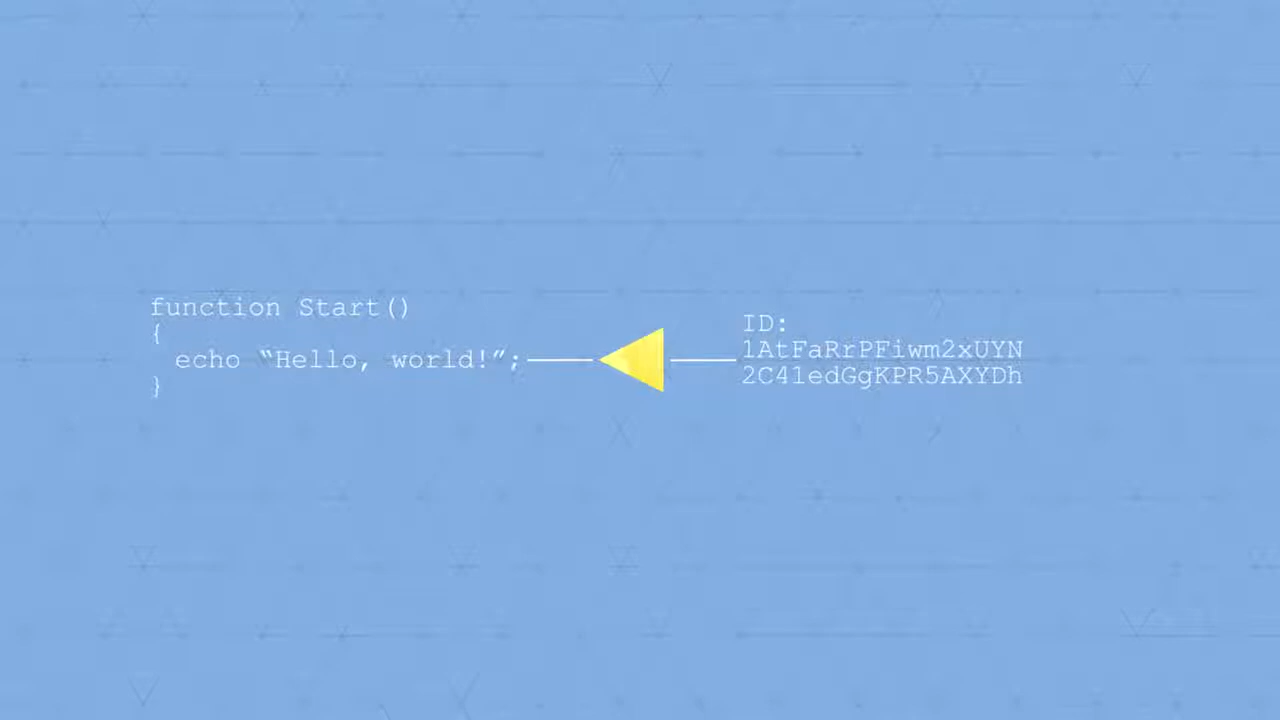 function Start()
{
echo “Hello, world!”;
}
ID:
1AtFaRrPFiwm2xUYN
2C41edGgKPR5AXYDh